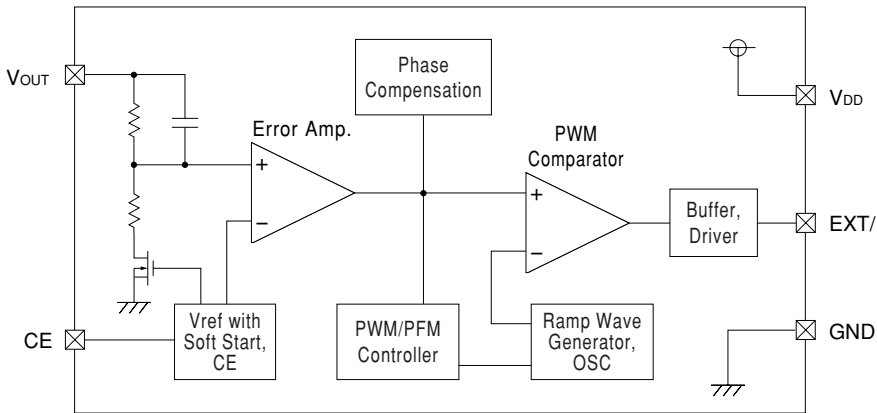 VOUT
Phase
Compensation
VDD
Error Amp.
PWM
Comparator
+
−
+
−
Buffer,
Driver
EXT/
CE
Vref with
Soft Start,
CE
PWM/PFM
Controller
Ramp Wave
Generator,
OSC
GND